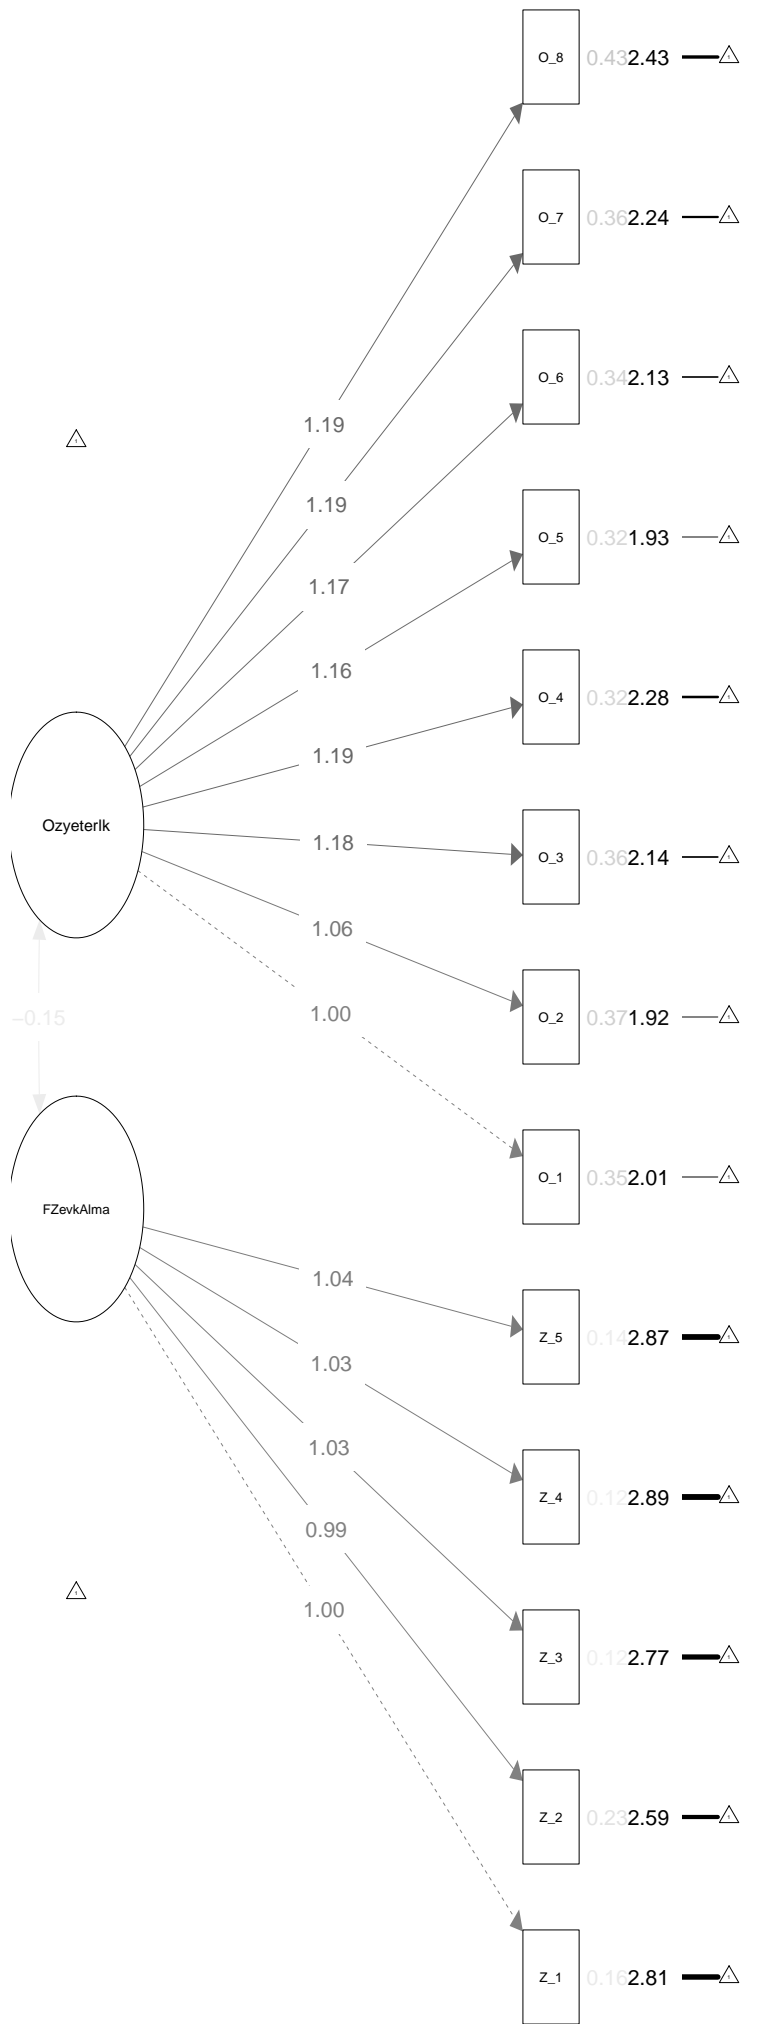 O_8 0.43 2.43
1.19
O_7 0.36 2.24
1.19
O_6 0.34 2.13
1.17
O_5 0.32 1.93
1.16
O_4 0.32 2.28
1.19
Ozyeterlk
1.18
O_3 0.36 2.14
1.06
O_2 0.37 1.92
1.00
−0.15
O_1 0.35 2.01
FZevkAlma
1.04
Z_5 0.14 2.87
1.03
Z_4 0.12 2.89
1.03
0.99
Z_3 0.12 2.77
1.00
Z_2 0.23 2.59
Z_1 0.16 2.81